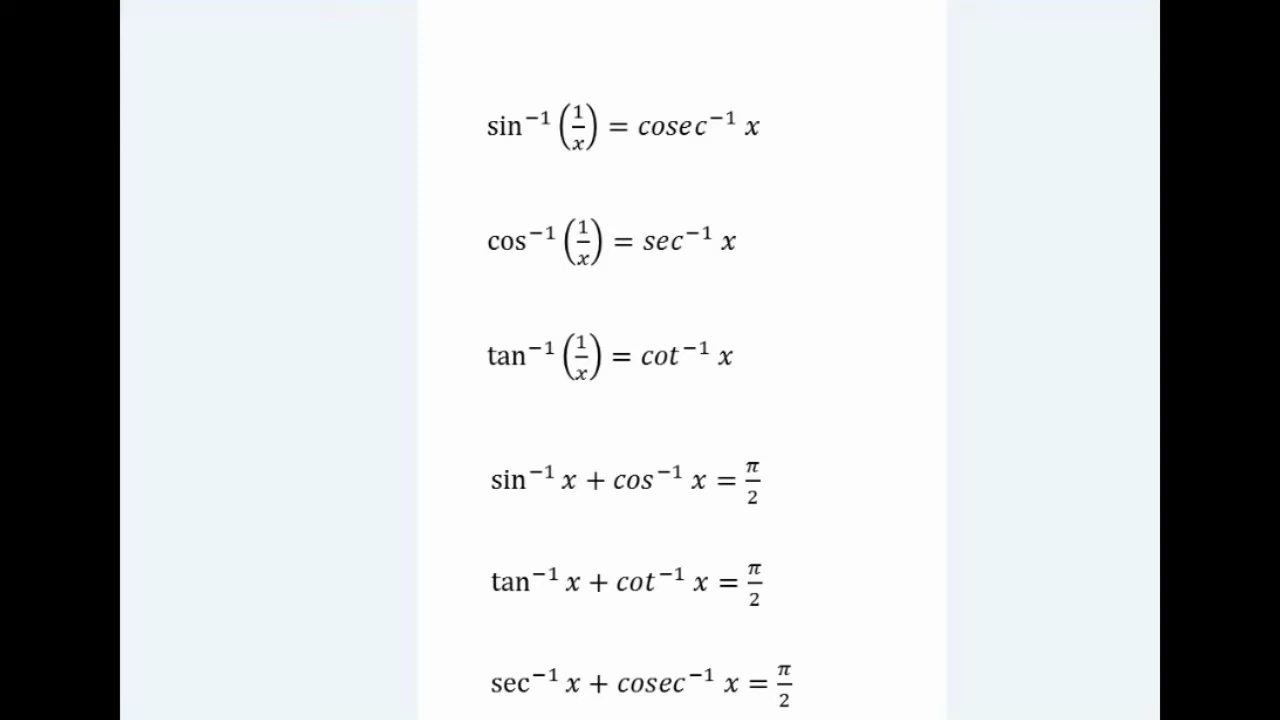 sin⁻¹ (1/x) = cosec⁻¹ x
cos⁻¹ (1/x) = sec⁻¹ x
tan⁻¹ (1/x) = cot⁻¹ x
sin⁻¹ x + cos⁻¹ x = π/2
tan⁻¹ x + cot⁻¹ x = π/2
sec⁻¹ x + cosec⁻¹ x = π/2